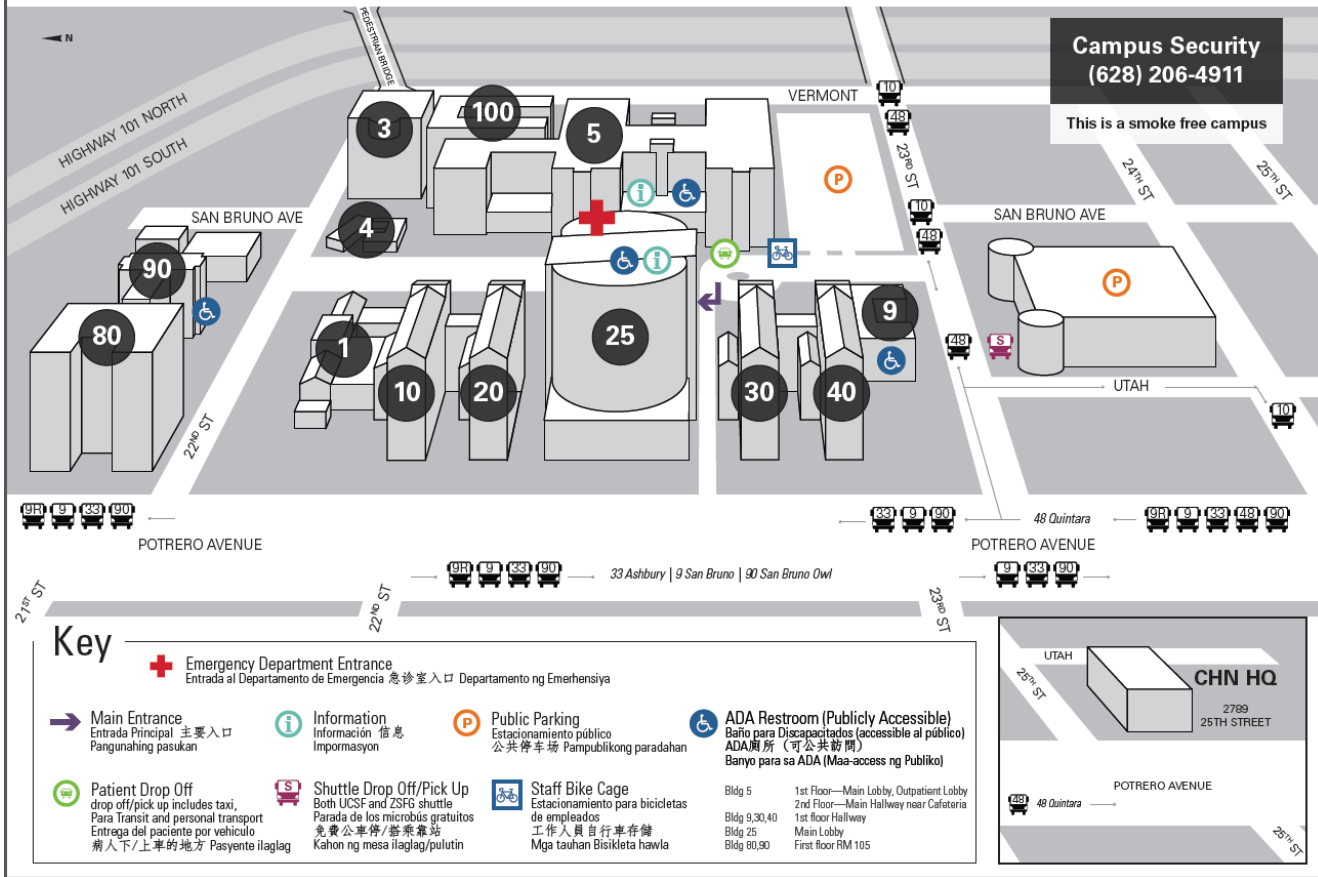 N
PEDESTRIAN BRIDGE
Campus Security
(628) 206-4911
This is a smoke free campus
HIGHWAY 101 NORTH
HIGHWAY 101 SOUTH
VERMONT
10
48
3
100
5
P
23RD ST
24TH ST
25TH ST
SAN BRUNO AVE
4
10
48
SAN BRUNO AVE
90
80
P
1
10
20
25
30
40
9
48
S
UTAH
10
22ND ST
9R 9 33 90
33 9 90
48 Quintara
9R 9 33 48 90
POTRERO AVENUE
POTRERO AVENUE
9R 9 33 90
33 Ashbury | 9 San Bruno | 90 San Bruno Owl
9 33 90
21ST ST
22ND ST
23RD ST
Key
Emergency Department Entrance
Entrada al Departamento de Emergencia 急诊室入口 Departamento ng Emerhensiya
Main Entrance
Entrada Principal 主要入口
Pangunahing pasukan
Information
Información 信息
Impormasyon
P
Public Parking
Estacionamiento público
公共停车场 Pampublikong paradahan
ADA Restroom (Publicly Accessible)
Baño para Discapacitados (accessible al público)
ADA廁所（可公共訪問）
Banyo para sa ADA (Maa-access ng Publiko)
Patient Drop Off
drop off/pick up includes taxi,
Para Transit and personal transport
Entrega del paciente por vehiculo
病人下/上車的地方 Pasyente ilaglag
S
Shuttle Drop Off/Pick Up
Both UCSF and ZSFG shuttle
Parada de los microbús gratuitos
免費公車停/搭乘靠站
Kahon ng mesa ilaglag/pulutin
Staff Bike Cage
Estacionamiento para bicicletas
de empleados
工作人員自行車存儲
Mga tauhan Bisikleta hawla
Bldg 5 1st Floor—Main Lobby, Outpatient Lobby
2nd Floor—Main Hallway near Cafeteria
Bldg 9,30,40 1st floor Hallway
Bldg 25 Main Lobby
Bldg 80,90 First floor RM 105
UTAH
25TH ST
CHN HQ
2789
25TH STREET
POTRERO AVENUE
48
48 Quintara
25TH ST